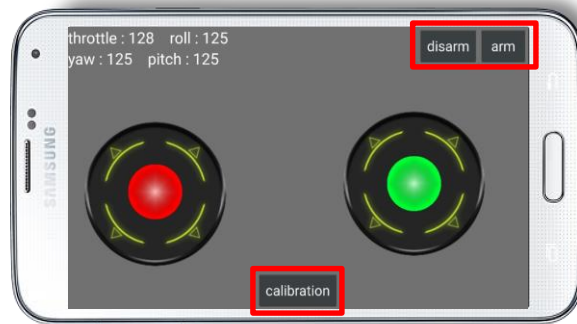 throttle : 128 roll : 125
yaw : 125 pitch : 125
disarm arm
SAMSUNG
calibration